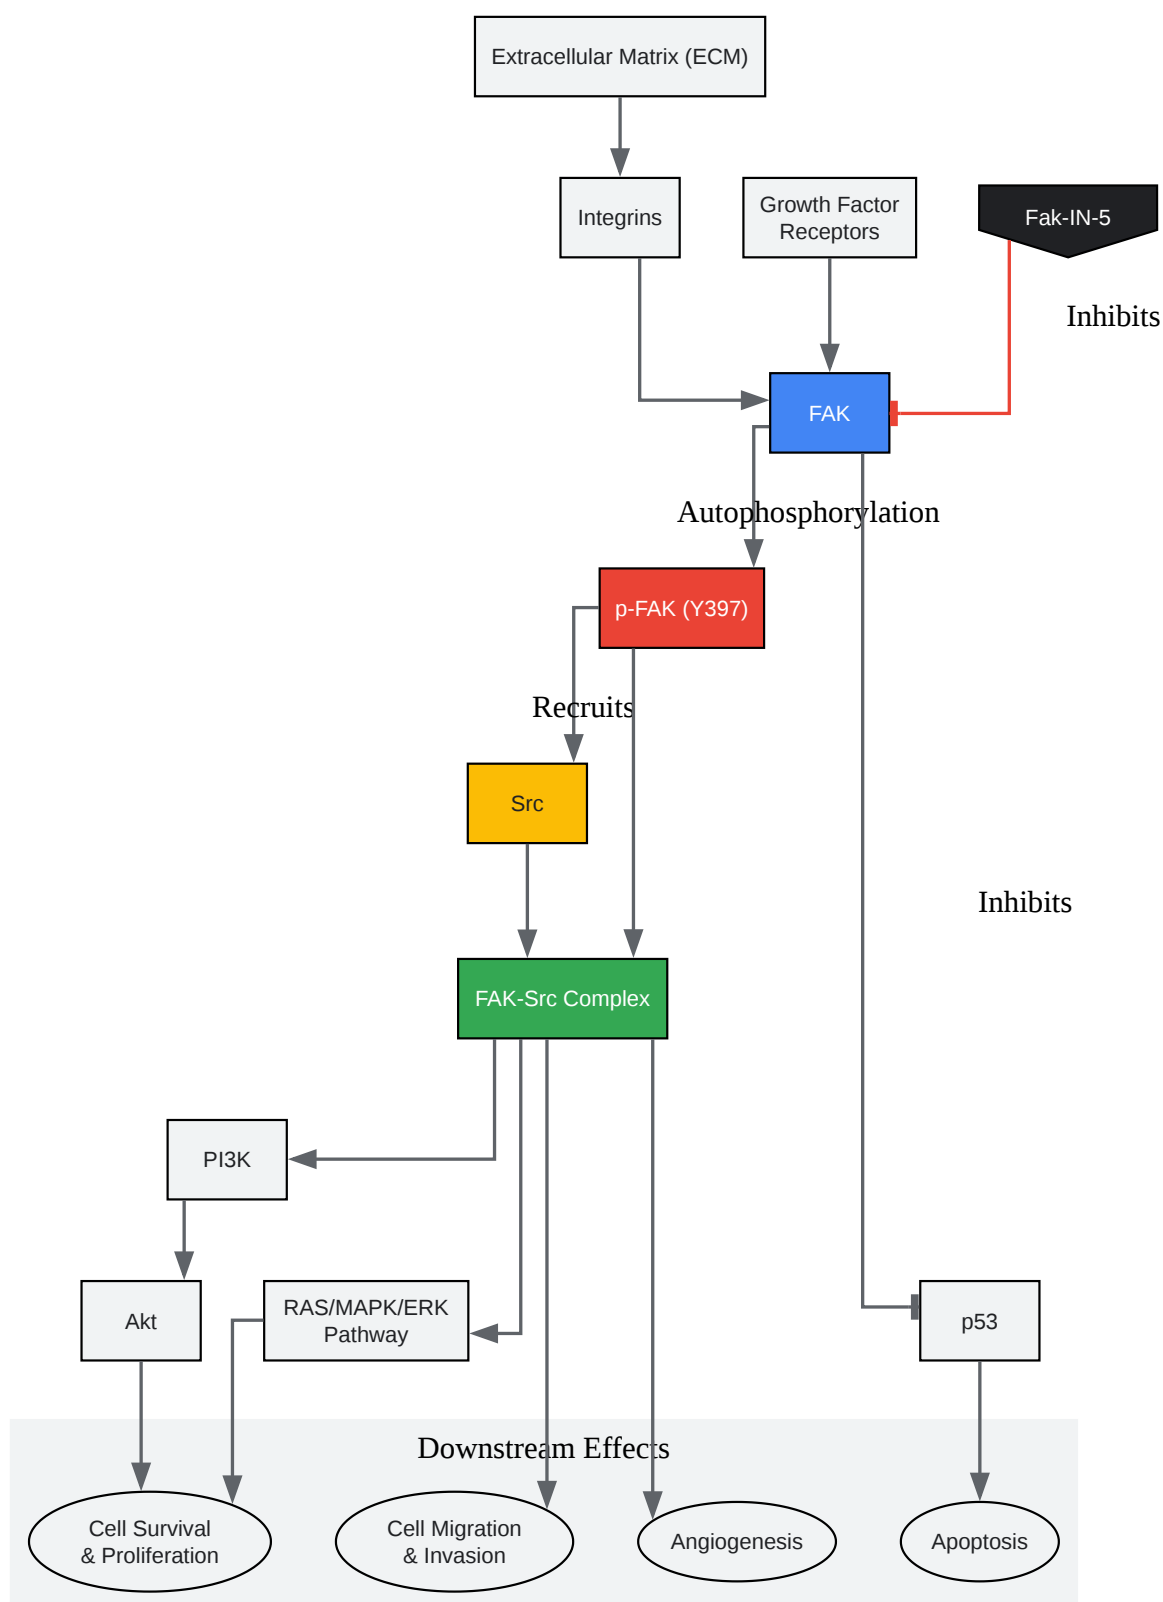 Extracellular Matrix (ECM)
Integrins
Growth Factor
Receptors
Fak-IN-5
Inhibits
FAK
Autophosphorylation
p-FAK (Y397)
Recruits
Src
Inhibits
FAK-Src Complex
PI3K
Akt
RAS/MAPK/ERK
Pathway
p53
Downstream Effects
Cell Survival
& Proliferation
Cell Migration
& Invasion
Angiogenesis
Apoptosis